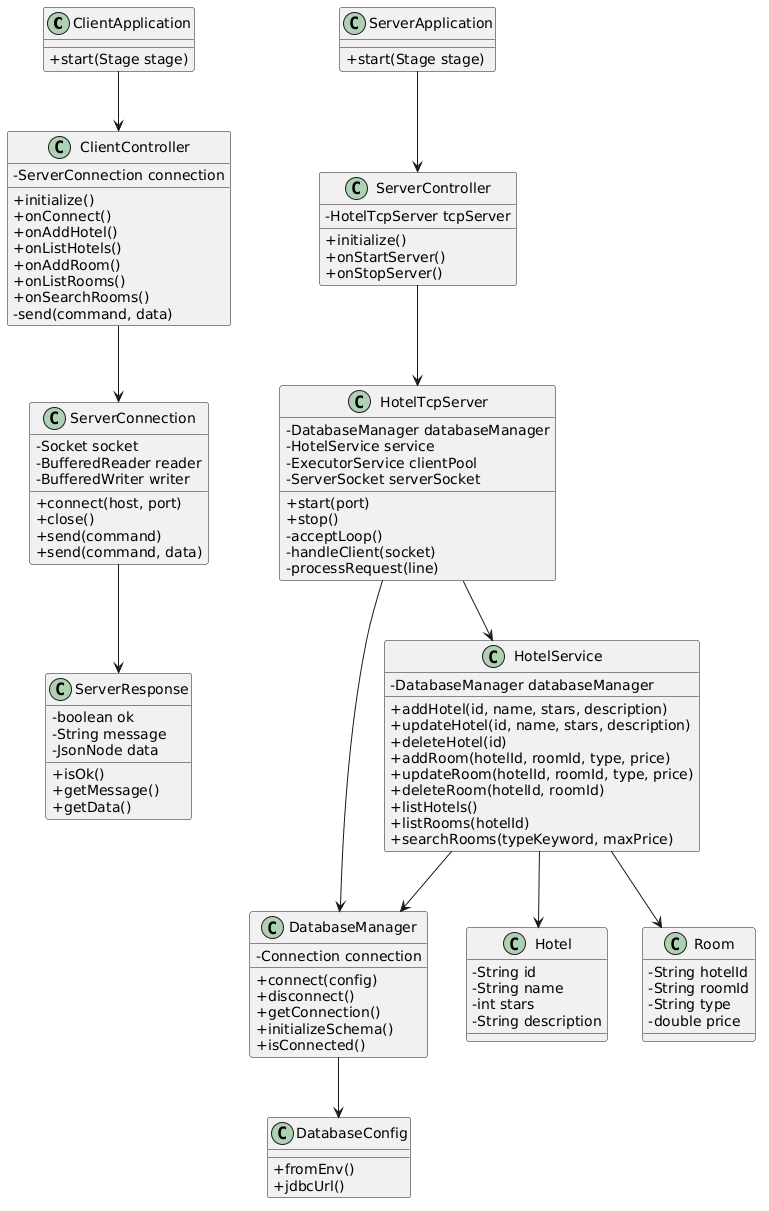 C ClientApplication
+start(Stage stage)
C ServerApplication
+start(Stage stage)
C ClientController
-ServerConnection connection
+initialize()
+onConnect()
+onAddHotel()
+onListHotels()
+onAddRoom()
+onListRooms()
+onSearchRooms()
-send(command, data)
C ServerController
-HotelTcpServer tcpServer
+initialize()
+onStartServer()
+onStopServer()
C ServerConnection
-Socket socket
-BufferedReader reader
-BufferedWriter writer
+connect(host, port)
+close()
+send(command)
+send(command, data)
C HotelTcpServer
-DatabaseManager databaseManager
-HotelService service
-ExecutorService clientPool
-ServerSocket serverSocket
+start(port)
+stop()
-acceptLoop()
-handleClient(socket)
-processRequest(line)
C ServerResponse
-boolean ok
-String message
-JsonNode data
+isOk()
+getMessage()
+getData()
C HotelService
-DatabaseManager databaseManager
+addHotel(id, name, stars, description)
+updateHotel(id, name, stars, description)
+deleteHotel(id)
+addRoom(hotelId, roomId, type, price)
+updateRoom(hotelId, roomId, type, price)
+deleteRoom(hotelId, roomId)
+listHotels()
+listRooms(hotelId)
+searchRooms(typeKeyword, maxPrice)
C DatabaseManager
-Connection connection
+connect(config)
+disconnect()
+getConnection()
+initializeSchema()
+isConnected()
C Hotel
-String id
-String name
-int stars
-String description
C Room
-String hotelId
-String roomId
-String type
-double price
C DatabaseConfig
+fromEnv()
+jdbcUrl()